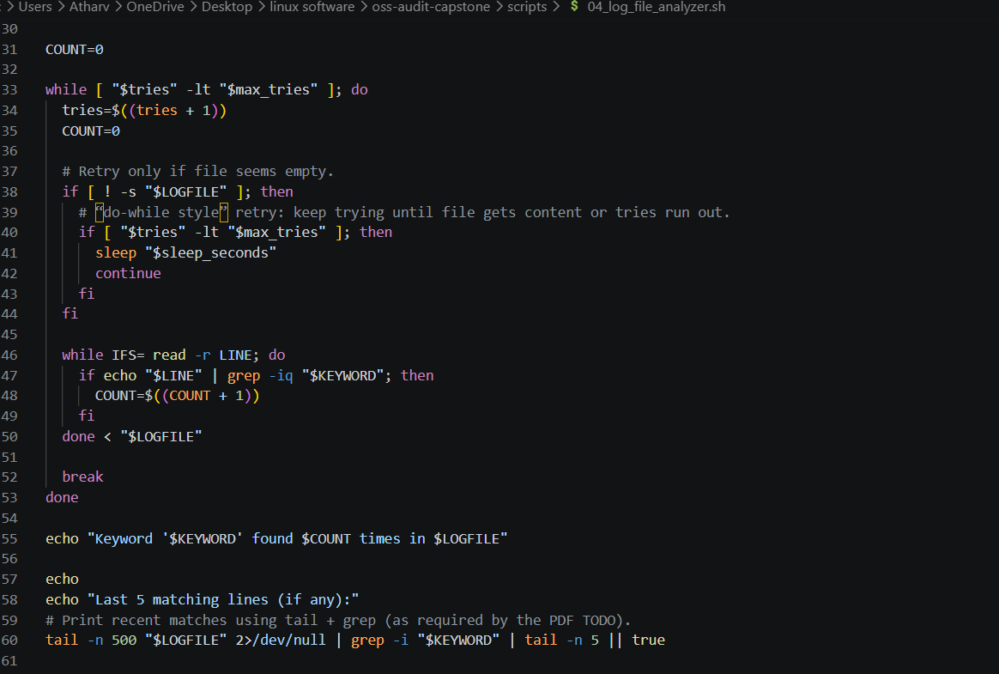 : > Users > Atharv > OneDrive > Desktop > linux software > oss-audit-capstone > scripts > $ 04_log_file_analyzer.sh
30
31 COUNT=0
32
33 while [ "$tries" -lt "$max_tries" ]; do
34   tries=$((tries + 1))
35   COUNT=0
36
37   # Retry only if file seems empty.
38   if [ ! -s "$LOGFILE" ]; then
39     # “do-while style” retry: keep trying until file gets content or tries run out.
40     if [ "$tries" -lt "$max_tries" ]; then
41       sleep "$sleep_seconds"
42       continue
43     fi
44   fi
45
46   while IFS= read -r LINE; do
47     if echo "$LINE" | grep -iq "$KEYWORD"; then
48       COUNT=$((COUNT + 1))
49     fi
50   done < "$LOGFILE"
51
52   break
53 done
54
55 echo "Keyword '$KEYWORD' found $COUNT times in $LOGFILE"
56
57 echo
58 echo "Last 5 matching lines (if any):"
59 # Print recent matches using tail + grep (as required by the PDF TODO).
60 tail -n 500 "$LOGFILE" 2>/dev/null | grep -i "$KEYWORD" | tail -n 5 || true
61